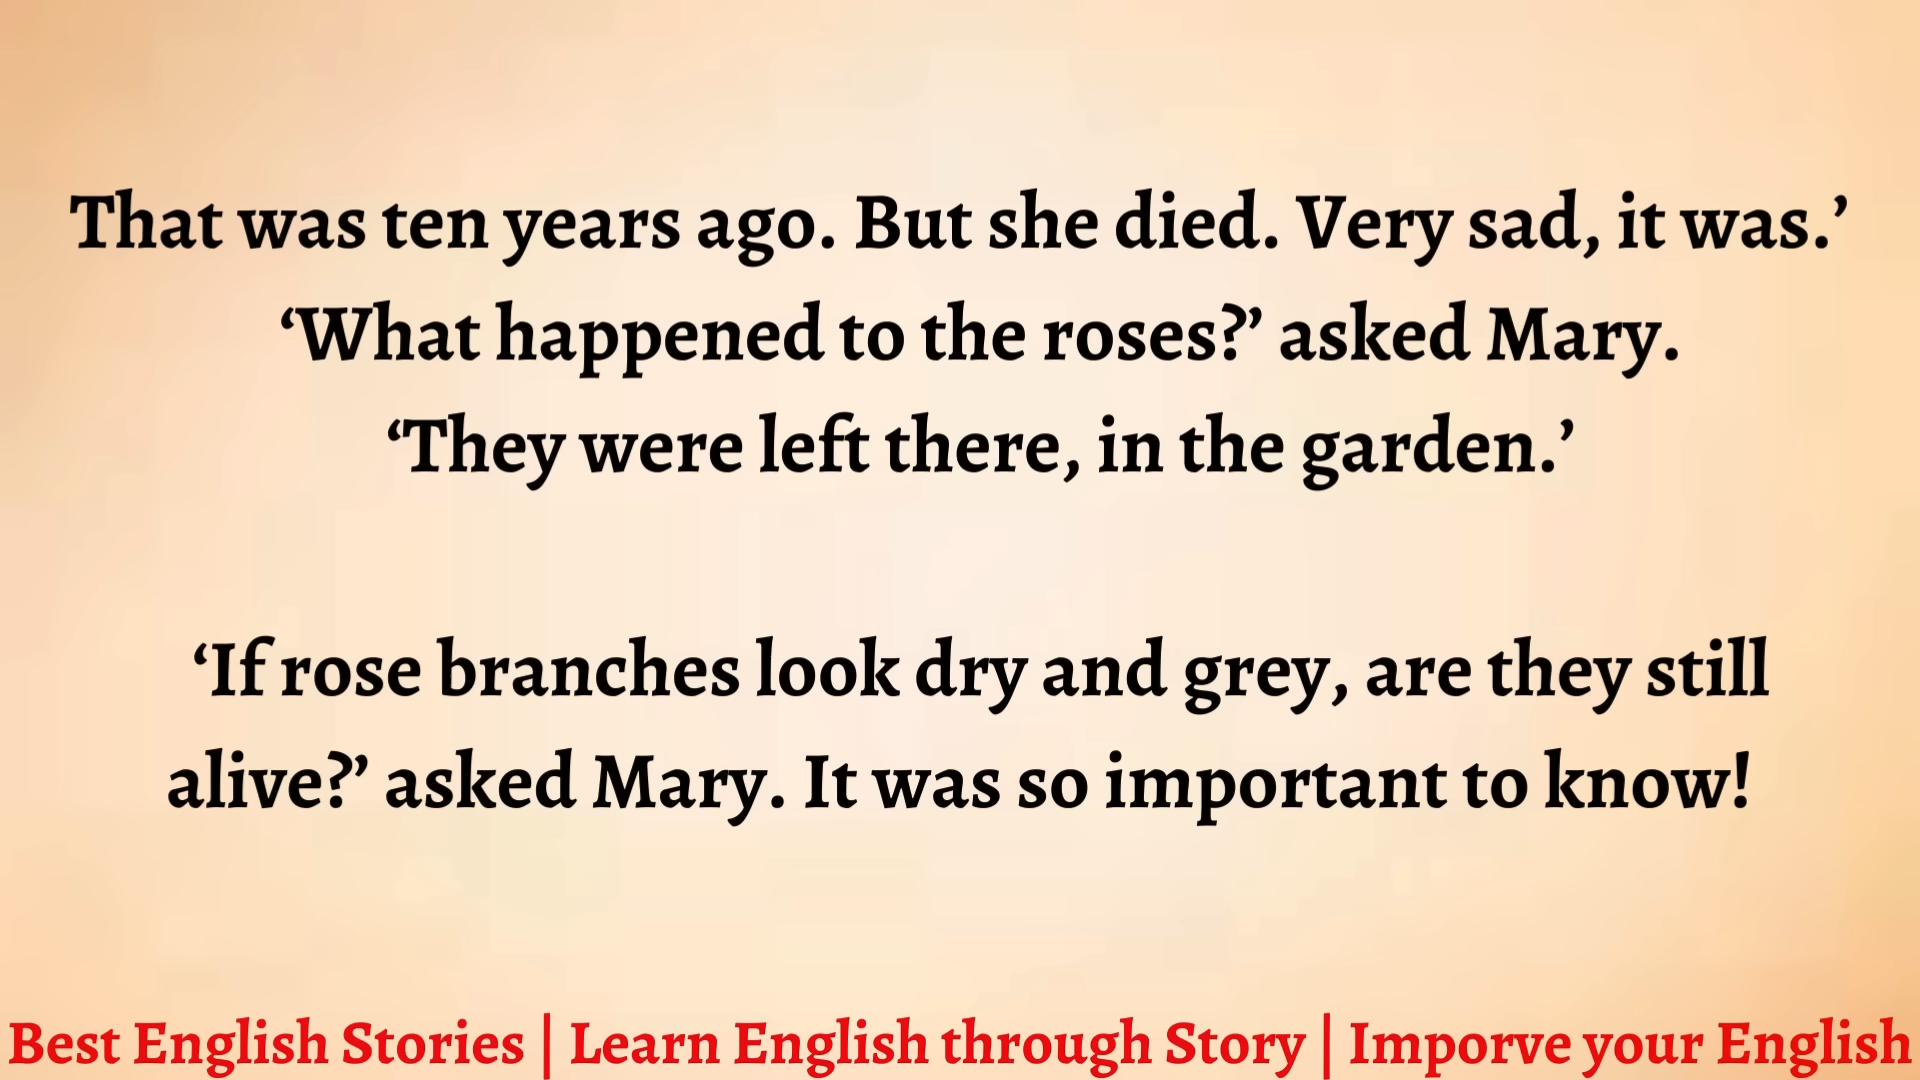 That was ten years ago. But she died. Very sad, it was.’
‘What happened to the roses?’ asked Mary.
‘They were left there, in the garden.’
‘If rose branches look dry and grey, are they still
alive?’ asked Mary. It was so important to know!
Best English Stories | Learn English through Story | Imporve your English